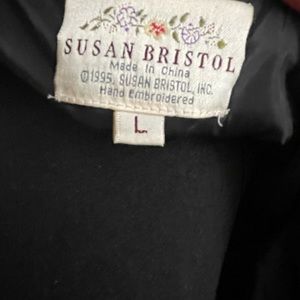 SUSAN BRISTOL
Made in China
©1995, SUSAN BRISTOL, INC.
Hand Embroidered
L